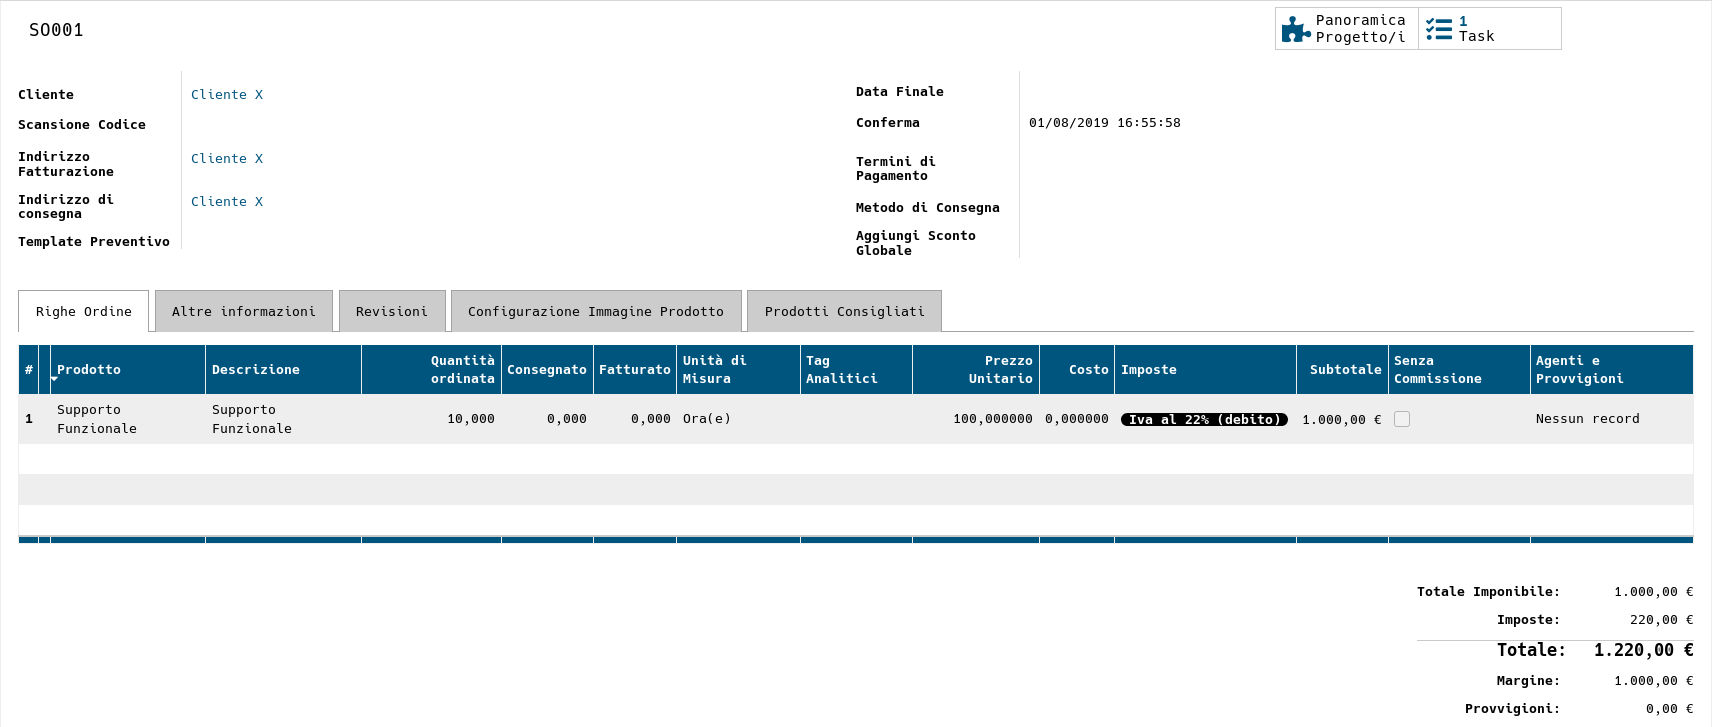 SO001
Panoramica
Progetto/i
1
Task
Cliente
Cliente X
Scansione Codice
Indirizzo
Fatturazione
Cliente X
Indirizzo di
consegna
Cliente X
Template Preventivo
Data Finale
Conferma
01/08/2019 16:55:58
Termini di
Pagamento
Metodo di Consegna
Aggiungi Sconto
Globale
Righe Ordine
Altre informazioni
Revisioni
Configurazione Immagine Prodotto
Prodotti Consigliati
#
Prodotto
Descrizione
Quantità
ordinata
Consegnato
Fatturato
Unità di
Misura
Tag
Analitici
Prezzo
Unitario
Costo
Imposte
Subtotale
Senza
Commissione
Agenti e
Provvigioni
1
Supporto
Funzionale
Supporto
Funzionale
10,000
0,000
0,000
Ora(e)
100,000000
0,000000
Iva al 22% (debito)
1.000,00 €
Nessun record
Totale Imponibile: 1.000,00 €
Imposte: 220,00 €
Totale: 1.220,00 €
Margine: 1.000,00 €
Provvigioni: 0,00 €